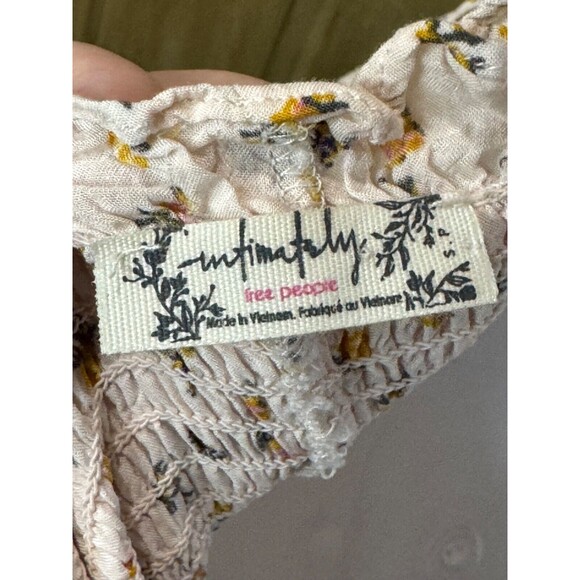 intimately
free people
Made in Vietnam. Fabriqué au Vietnam
S.P